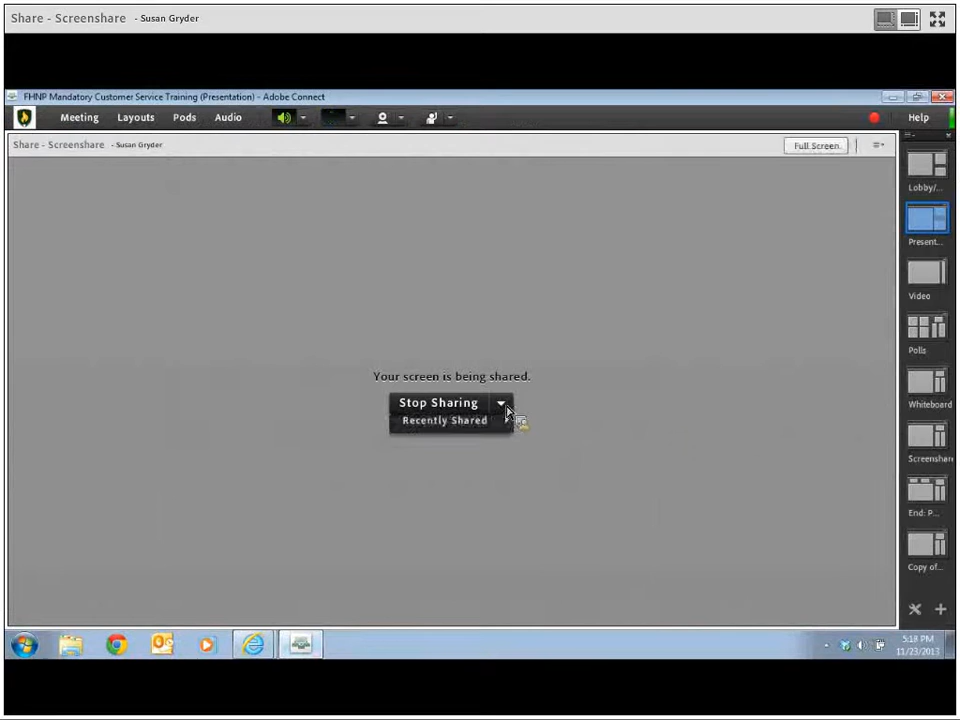 Share - Screenshare - Susan Gryder
FHNP Mandatory Customer Service Training (Presentation) - Adobe Connect
Meeting Layouts Pods Audio Help
Share - Screenshare - Susan Gryder Full Screen
Lobby/...
Present...
Video
Polls
Whiteboard
Your screen is being shared.
Stop Sharing
Recently Shared
Screenshare
End: P...
Copy of...
5:18 PM
11/23/2013